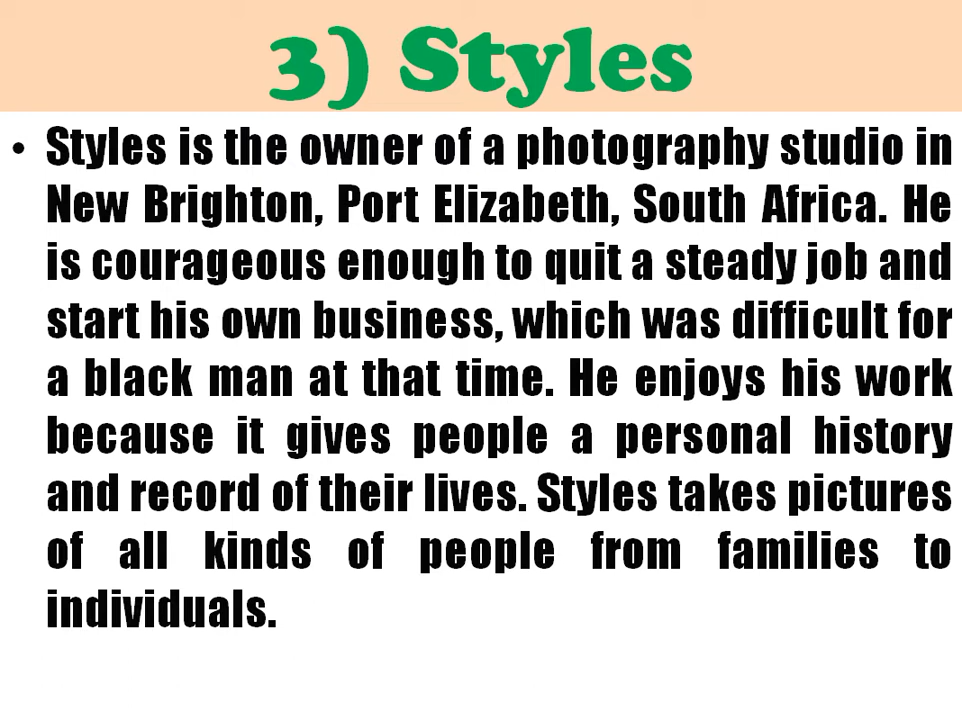 3) Styles
• Styles is the owner of a photography studio in
New Brighton, Port Elizabeth, South Africa. He
is courageous enough to quit a steady job and
start his own business, which was difficult for
a black man at that time. He enjoys his work
because it gives people a personal history
and record of their lives. Styles takes pictures
of all kinds of people from families to
individuals.